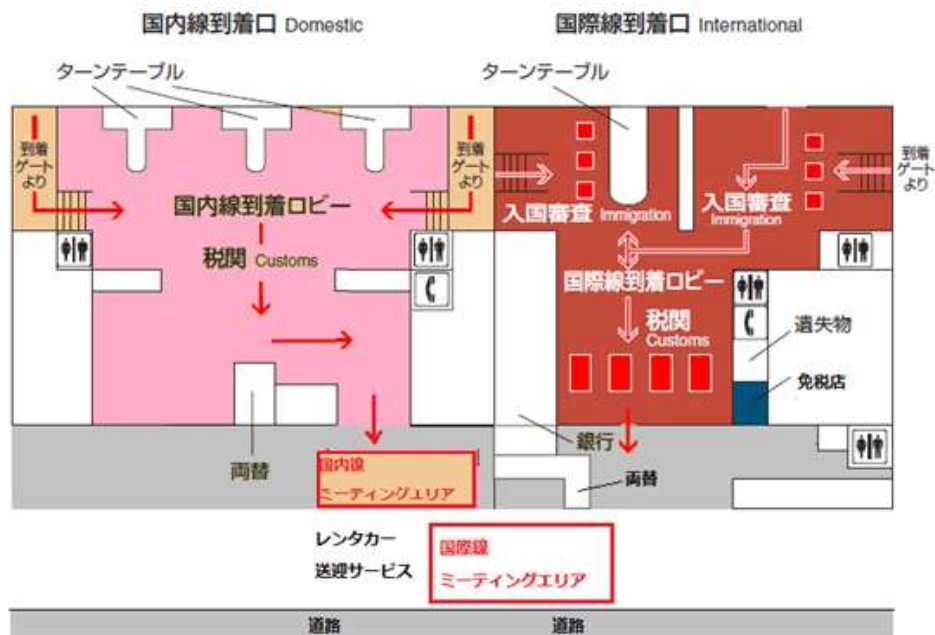 国内線到着口 Domestic
国際線到着口 International
ターンテーブル
ターンテーブル
到着
ゲート
より
到着
ゲート
より
到着
ゲート
より
国内線到着ロビー
税関 Customs
入国審査 Immigration
入国審査
Immigration
国際線到着ロビー
税関
Customs
遺失物
免税店
両替
銀行
両替
国内線
ミーティングエリア
レンタカー
送迎サービス
国際線
ミーティングエリア
道路
道路